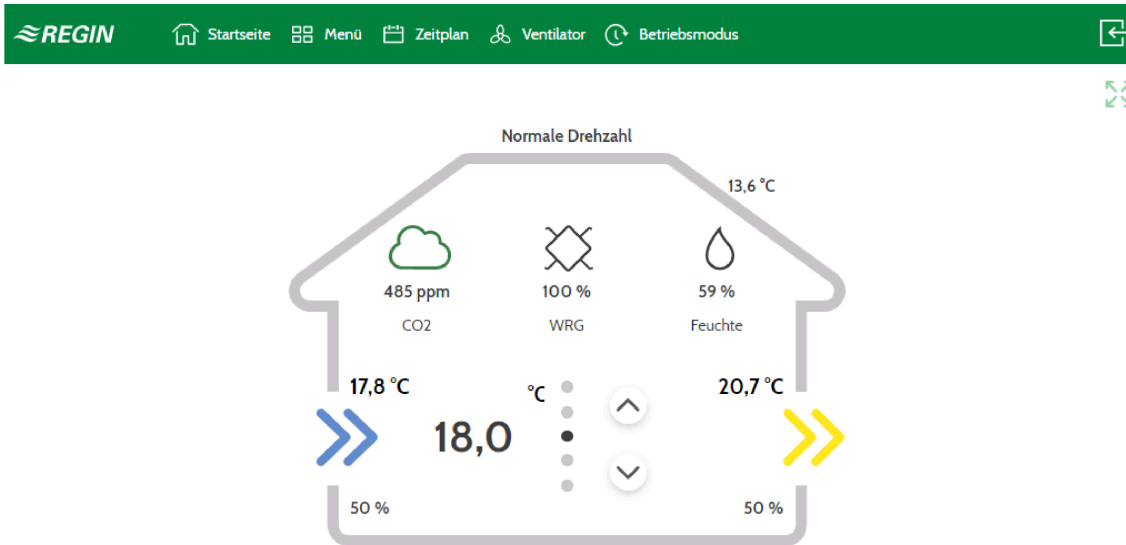 REGIN
Startseite
Menü
Zeitplan
Ventilator
Betriebsmodus
Normale Drehzahl
13,6 °C
485 ppm
100 %
59 %
CO2
WRG
Feuchte
17,8 °C
°C
20,7 °C
18,0
50 %
50 %